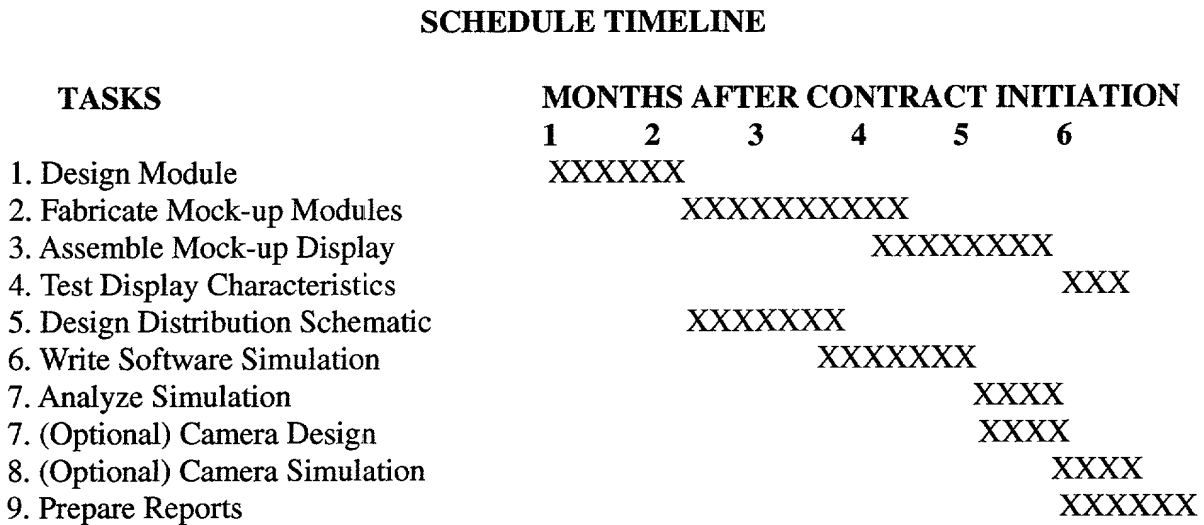 SCHEDULE TIMELINE
TASKS MONTHS AFTER CONTRACT INITIATION
1 2 3 4 5 6
1. Design Module XXXXXX
2. Fabricate Mock-up Modules XXXXXXXXXX
3. Assemble Mock-up Display XXXXXXXX
4. Test Display Characteristics XXX
5. Design Distribution Schematic XXXXXXX
6. Write Software Simulation XXXXXXX
7. Analyze Simulation XXXX
7. (Optional) Camera Design XXXX
8. (Optional) Camera Simulation XXXX
9. Prepare Reports XXXXXX